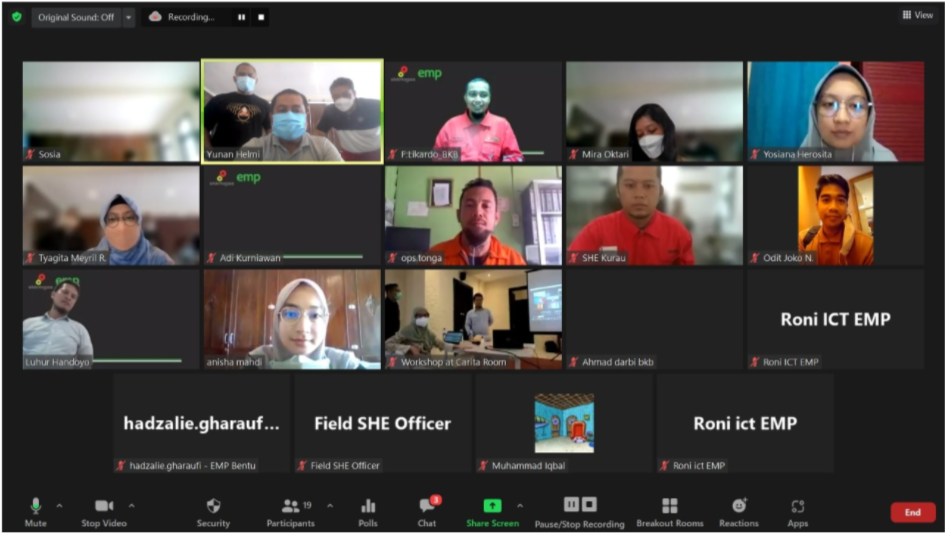 Original Sound: Off
Recording...
View
Sosia
Yunan Helmi
emp
Mira Oktari
Yosiana Herosita
Tyagita Meyril R.
emp
Adi Kurniawan
ops.tonga
SHE Kurau
Odit Joko N.
emp
Luhur Handoyo
anisha mahdi
Workshop at Carita Room
Ahmad darbi bkb
Roni ICT EMP
Roni ICT EMP
hadzalie.gharauf...
hadzalie.gharaufi - EMP Bentu
Field SHE Officer
Field SHE Officer
Muhammad Iqbal
Roni ict EMP
Roni ict EMP
Mute
Stop Video
Security
Participants
19
Polls
Chat
3
Share Screen
Pause/Stop Recording
Breakout Rooms
Reactions
Apps
End